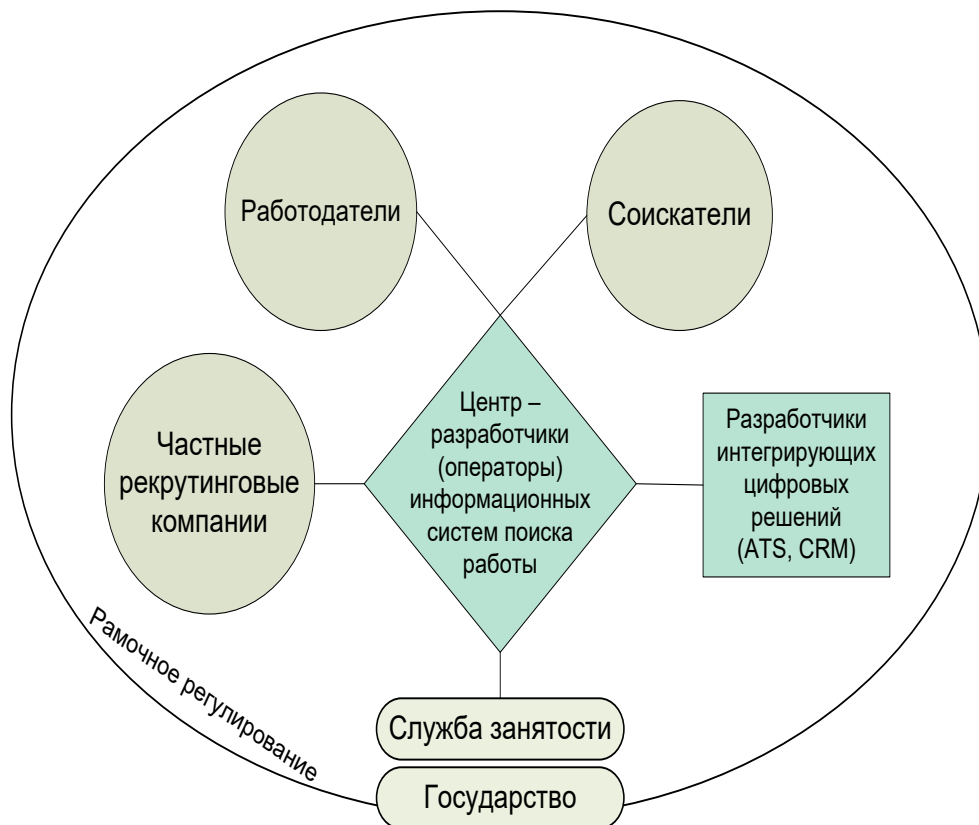 Работодатели
Соискатели
Частные
рекрутинговые
компании
Центр –
разработчики
(операторы)
информационных
систем поиска
работы
Разработчики
интегрирующих
цифровых
решений
(ATS, CRM)
Рамочное регулирование
Служба занятости
Государство